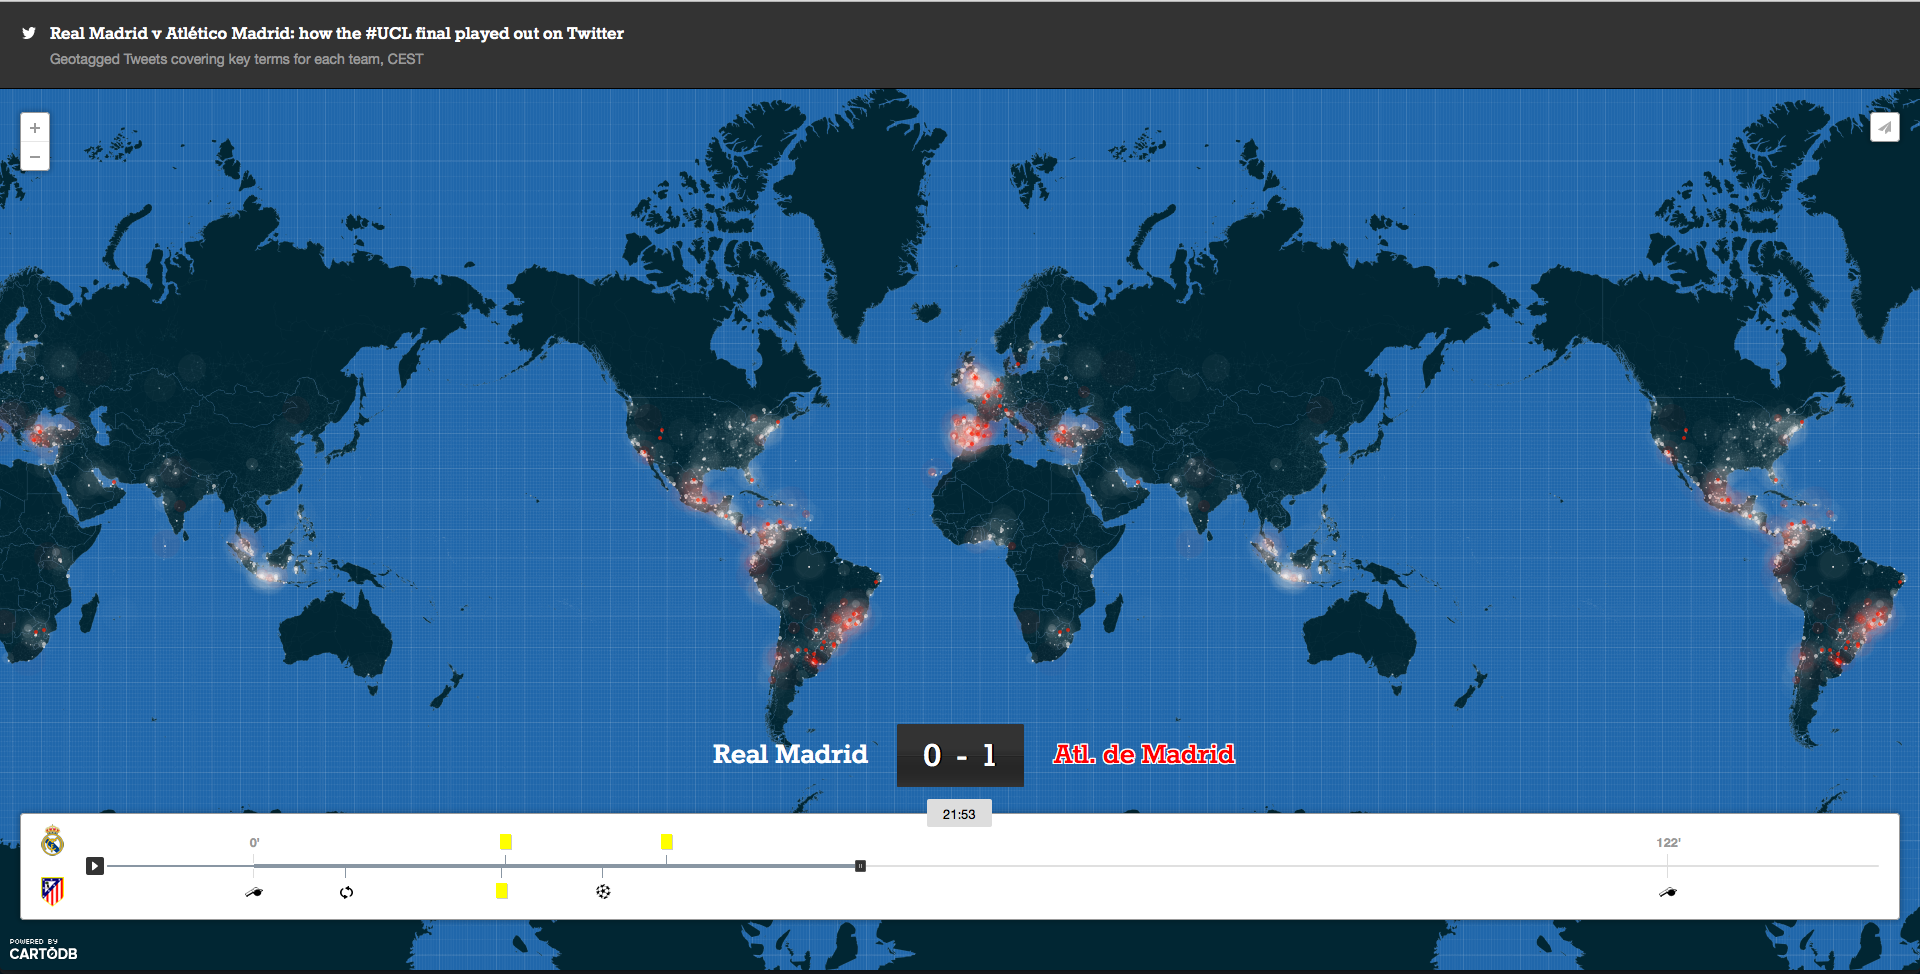 Real Madrid v Atlético Madrid: how the #UCL final played out on Twitter
Geotagged Tweets covering key terms for each team, CEST
+
−
Real Madrid
0 - 1
Atl. de Madrid
21:53
0'
122'
POWERED BY
CARTODB